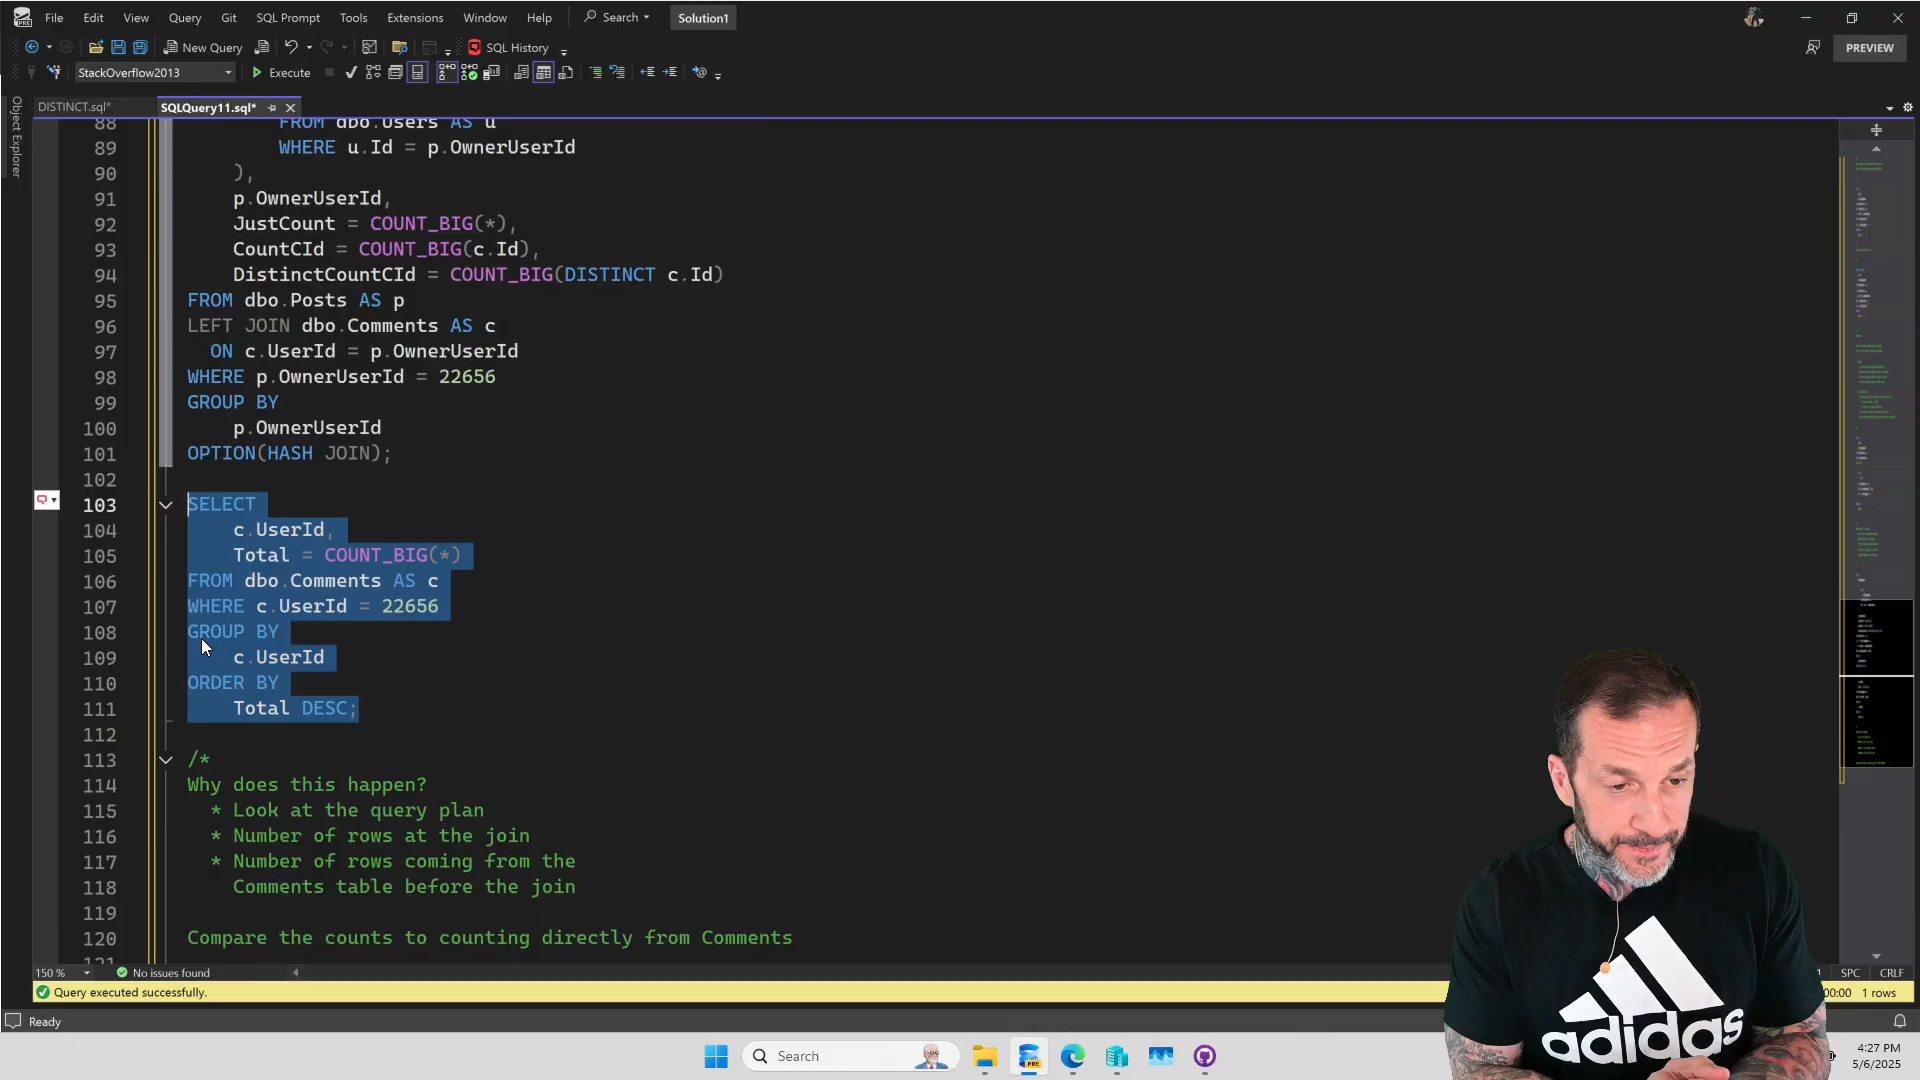 File Edit View Query Git SQL Prompt Tools Extensions Window Help Search Solution1
New Query SQL History PREVIEW
StackOverflow2013 Execute
DISTINCT.sql* SQLQuery11.sql*
Object Explorer
88 FROM dbo.Users AS u
89 WHERE u.Id = p.OwnerUserId
90 ),
91 p.OwnerUserId,
92 JustCount = COUNT_BIG(*),
93 CountCId = COUNT_BIG(c.Id),
94 DistinctCountCId = COUNT_BIG(DISTINCT c.Id)
95 FROM dbo.Posts AS p
96 LEFT JOIN dbo.Comments AS c
97 ON c.UserId = p.OwnerUserId
98 WHERE p.OwnerUserId = 22656
99 GROUP BY
100 p.OwnerUserId
101 OPTION(HASH JOIN);
102
103 SELECT
104 c.UserId,
105 Total = COUNT_BIG(*)
106 FROM dbo.Comments AS c
107 WHERE c.UserId = 22656
108 GROUP BY
109 c.UserId
110 ORDER BY
111 Total DESC;
112
113 /*
114 Why does this happen?
115 * Look at the query plan
116 * Number of rows at the join
117 * Number of rows coming from the
118 Comments table before the join
119
120 Compare the counts to counting directly from Comments
121
150 % No issues found SPC CRLF
Query executed successfully. 00:00 1 rows
Ready
Search
4:27 PM
5/6/2025
adidas